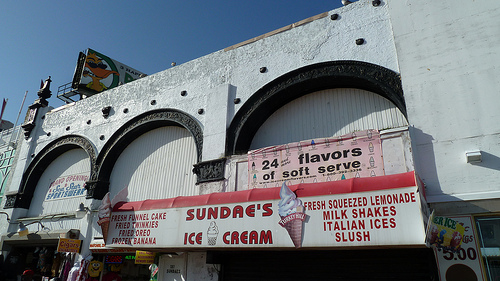 24 flavors
of soft serve
SUNDAE'S
ICE CREAM
FRESH FUNNEL CAKE
FRIED TWINKIES
FRIED OREO
FROZEN BANANA
FRESH SQUEEZED LEMONADE
MILK SHAKES
ITALIAN ICES
SLUSH
5.00